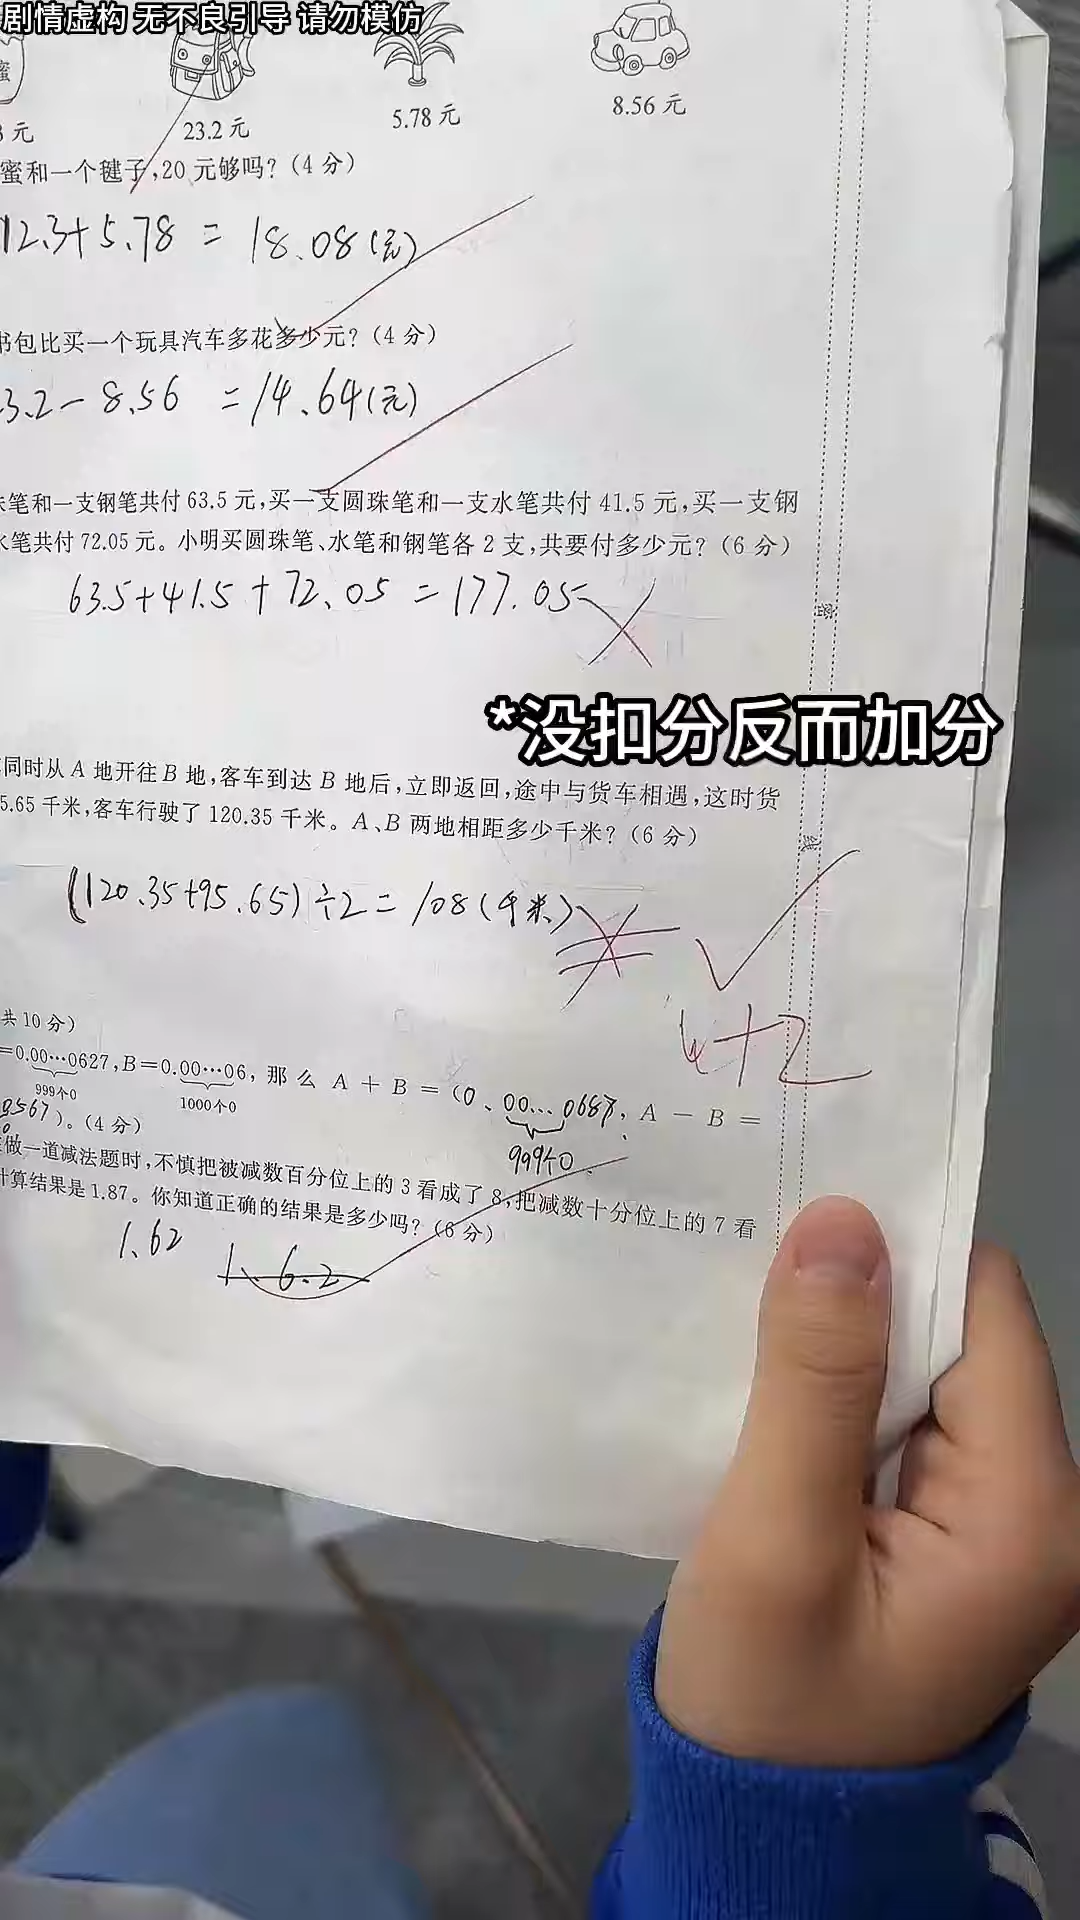 剧情虚构 无不良引导 请勿模仿
蜜
元
23.2元
5.78元
8.56元
蜜和一个毽子,20元够吗?(4分)
12.3+5.78=18.08(元)
书包比买一个玩具汽车多花多少元?(4分)
3.2-8.56=14.64(元)
珠笔和一支钢笔共付63.5元,买一支圆珠笔和一支水笔共付41.5元,买一支钢
水笔共付72.05元。小明买圆珠笔、水笔和钢笔各2支,共要付多少元?(6分)
63.5+41.5+72.05=177.05
密
*没扣分反而加分
同时从A地开往B地,客车到达B地后,立即返回,途中与货车相遇,这时货
5.65千米,客车行驶了120.35千米。A、B两地相距多少千米?(6分)
线
(120.35+95.65)÷2=108(千米)
4+2
共10分)
=0.00…0627,B=0.00…06,那么A+B=(0.00…0687,A-B=
999个0
1000个0
999个0
0567)。(4分)
做一道减法题时,不慎把被减数百分位上的3看成了8,把减数十分位上的7看
计算结果是1.87。你知道正确的结果是多少吗?(6分)
1.62
1.6.2